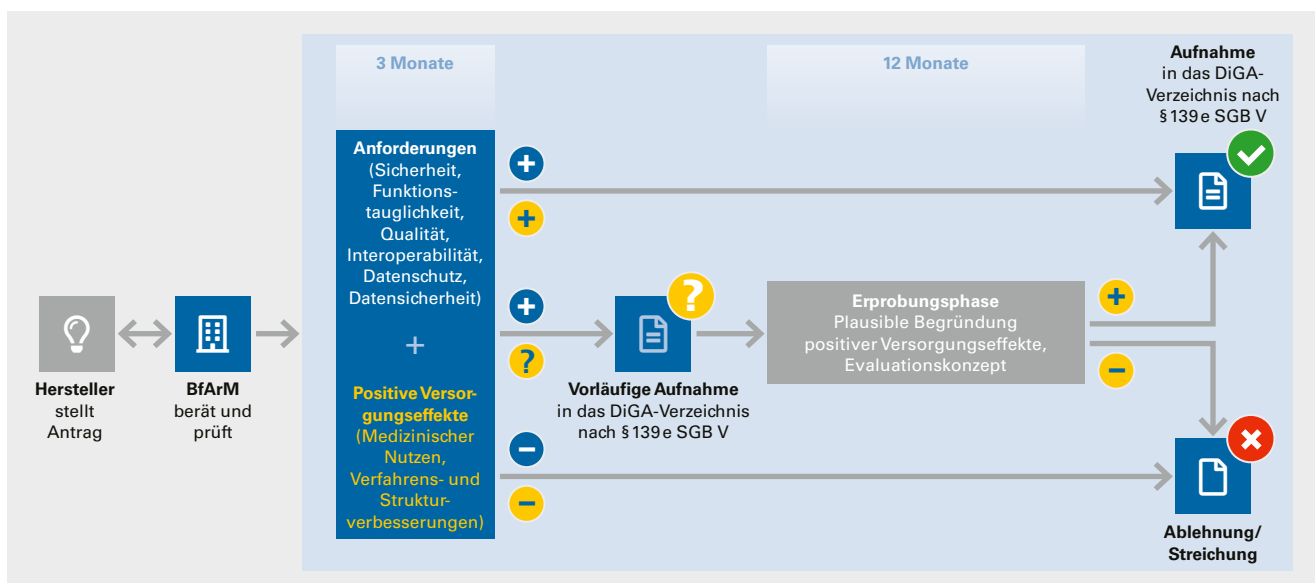 3 Monate
12 Monate
Aufnahme
in das DiGA-
Verzeichnis nach
§ 139 e SGB V
Anforderungen
(Sicherheit,
Funktions-
tauglichkeit,
Qualität,
Interoperabilität,
Datenschutz,
Datensicherheit)
+
Positive Versor-
gungseffekte
(Medizinischer
Nutzen,
Verfahrens- und
Struktur-
verbesserungen)
+
+
+
?
−
−
Hersteller
stellt
Antrag
BfArM
berät und
prüft
?
Vorläufige Aufnahme
in das DiGA-Verzeichnis
nach § 139 e SGB V
Erprobungsphase
Plausible Begründung
positiver Versorgungseffekte,
Evaluationskonzept
+
−
Ablehnung/
Streichung